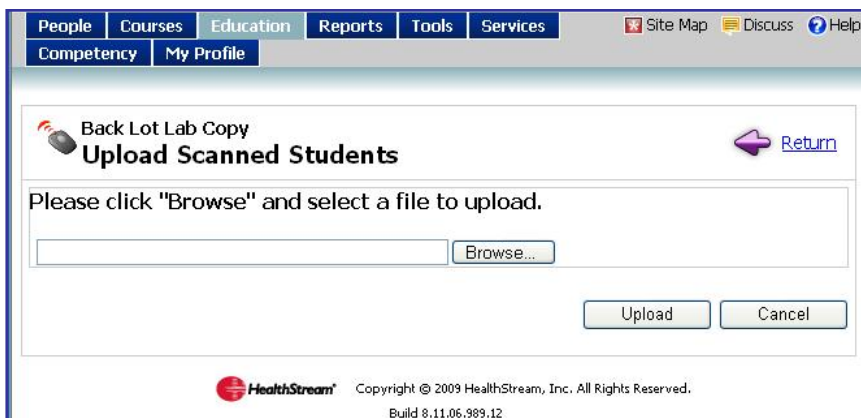 People Courses Education Reports Tools Services Site Map Discuss Help
Competency My Profile
Back Lot Lab Copy
Upload Scanned Students
Return
Please click "Browse" and select a file to upload.
Browse...
Upload Cancel
HealthStream Copyright © 2009 HealthStream, Inc. All Rights Reserved.
Build 8.11.06.989.12